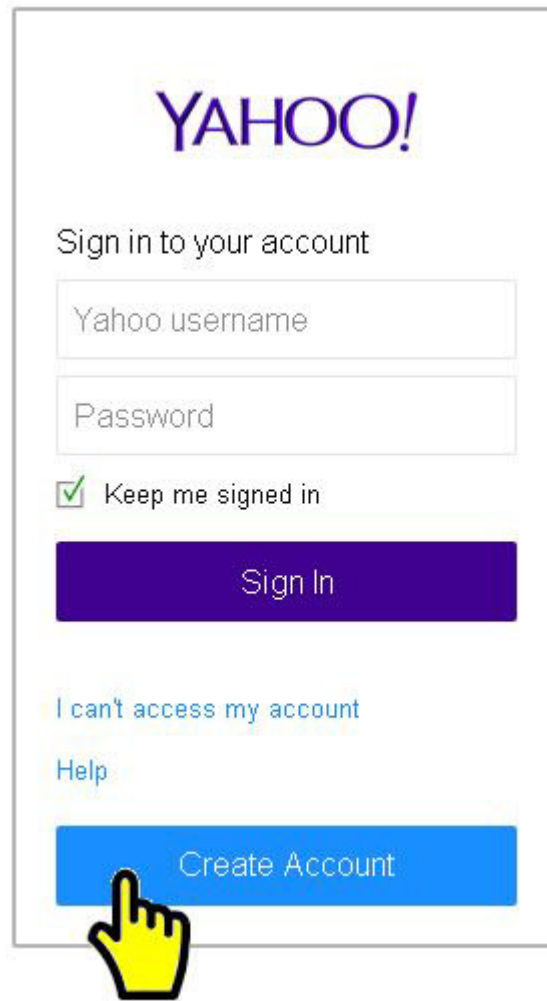 YAHOO!
Sign in to your account
Yahoo username
Password
Keep me signed in
Sign In
I can't access my account
Help
Create Account